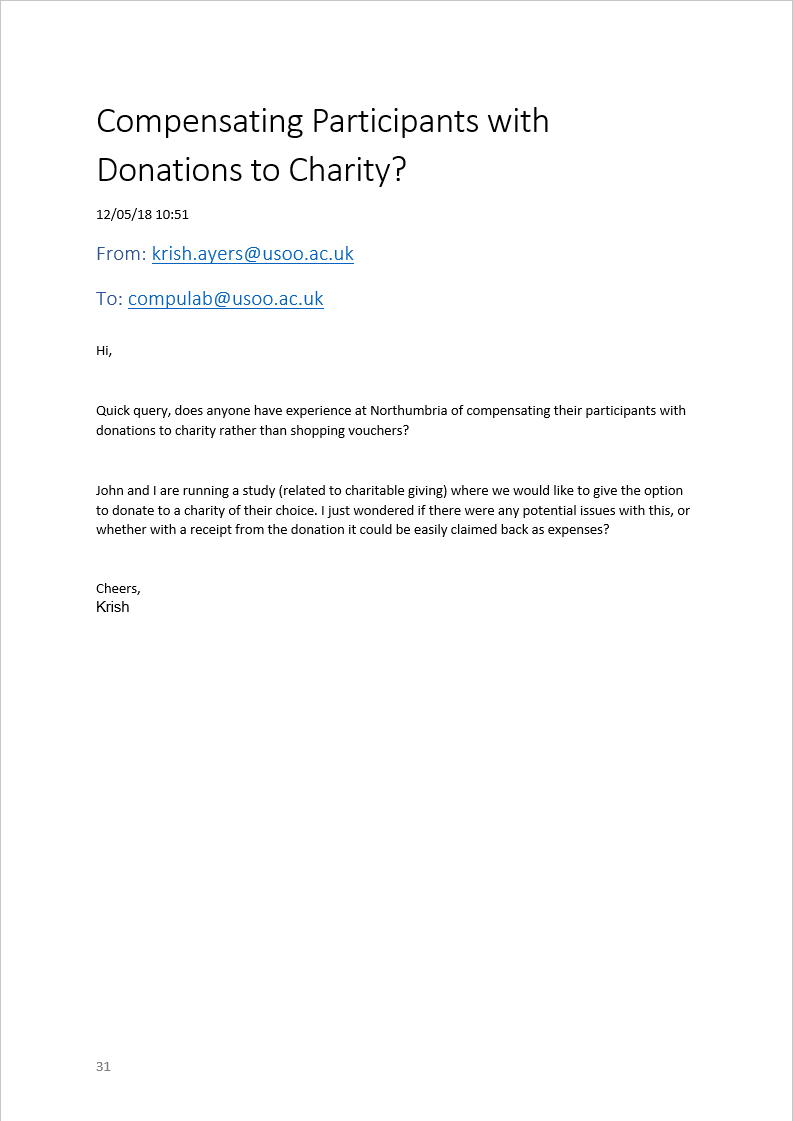 Compensating Participants with
Donations to Charity?
12/05/18 10:51
From: krish.ayers@usoo.ac.uk
To: compulab@usoo.ac.uk
Hi,
Quick query, does anyone have experience at Northumbria of compensating their participants with
donations to charity rather than shopping vouchers?
John and I are running a study (related to charitable giving) where we would like to give the option
to donate to a charity of their choice. I just wondered if there were any potential issues with this, or
whether with a receipt from the donation it could be easily claimed back as expenses?
Cheers,
Krish
31